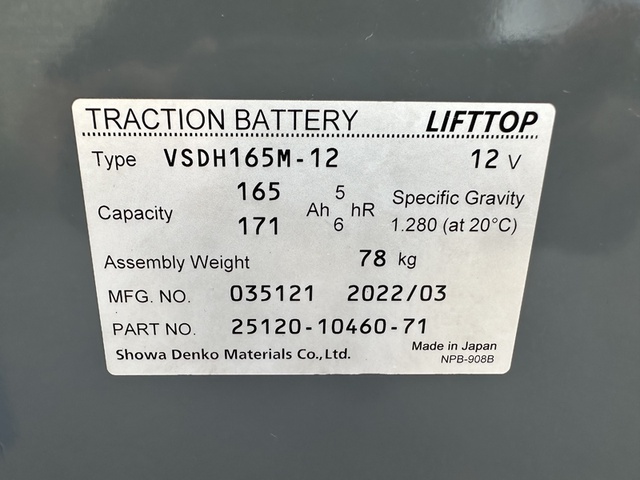 TRACTION BATTERY LIFTTOP
Type VSDH165M-12 12 V
Capacity 165 Ah 5 hR Specific Gravity
171 6 1.280 (at 20°C)
Assembly Weight 78 kg
MFG. NO. 035121 2022/03
PART NO. 25120-10460-71
Showa Denko Materials Co., Ltd. Made in Japan
NPB-908B